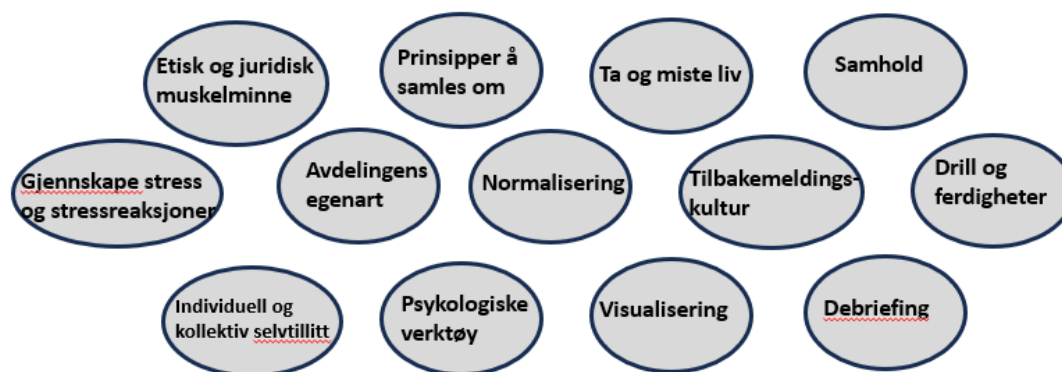 Etisk og juridisk
muskelminne
Prinsipper å
samles om
Ta og miste liv
Samhold
Gjennskape stress
og stressreaksjoner
Avdelingens
egenart
Normalisering
Tilbakemeldings-
kultur
Drill og
ferdigheter
Individuell og
kollektiv selvtillitt
Psykologiske
verktøy
Visualisering
Debriefing